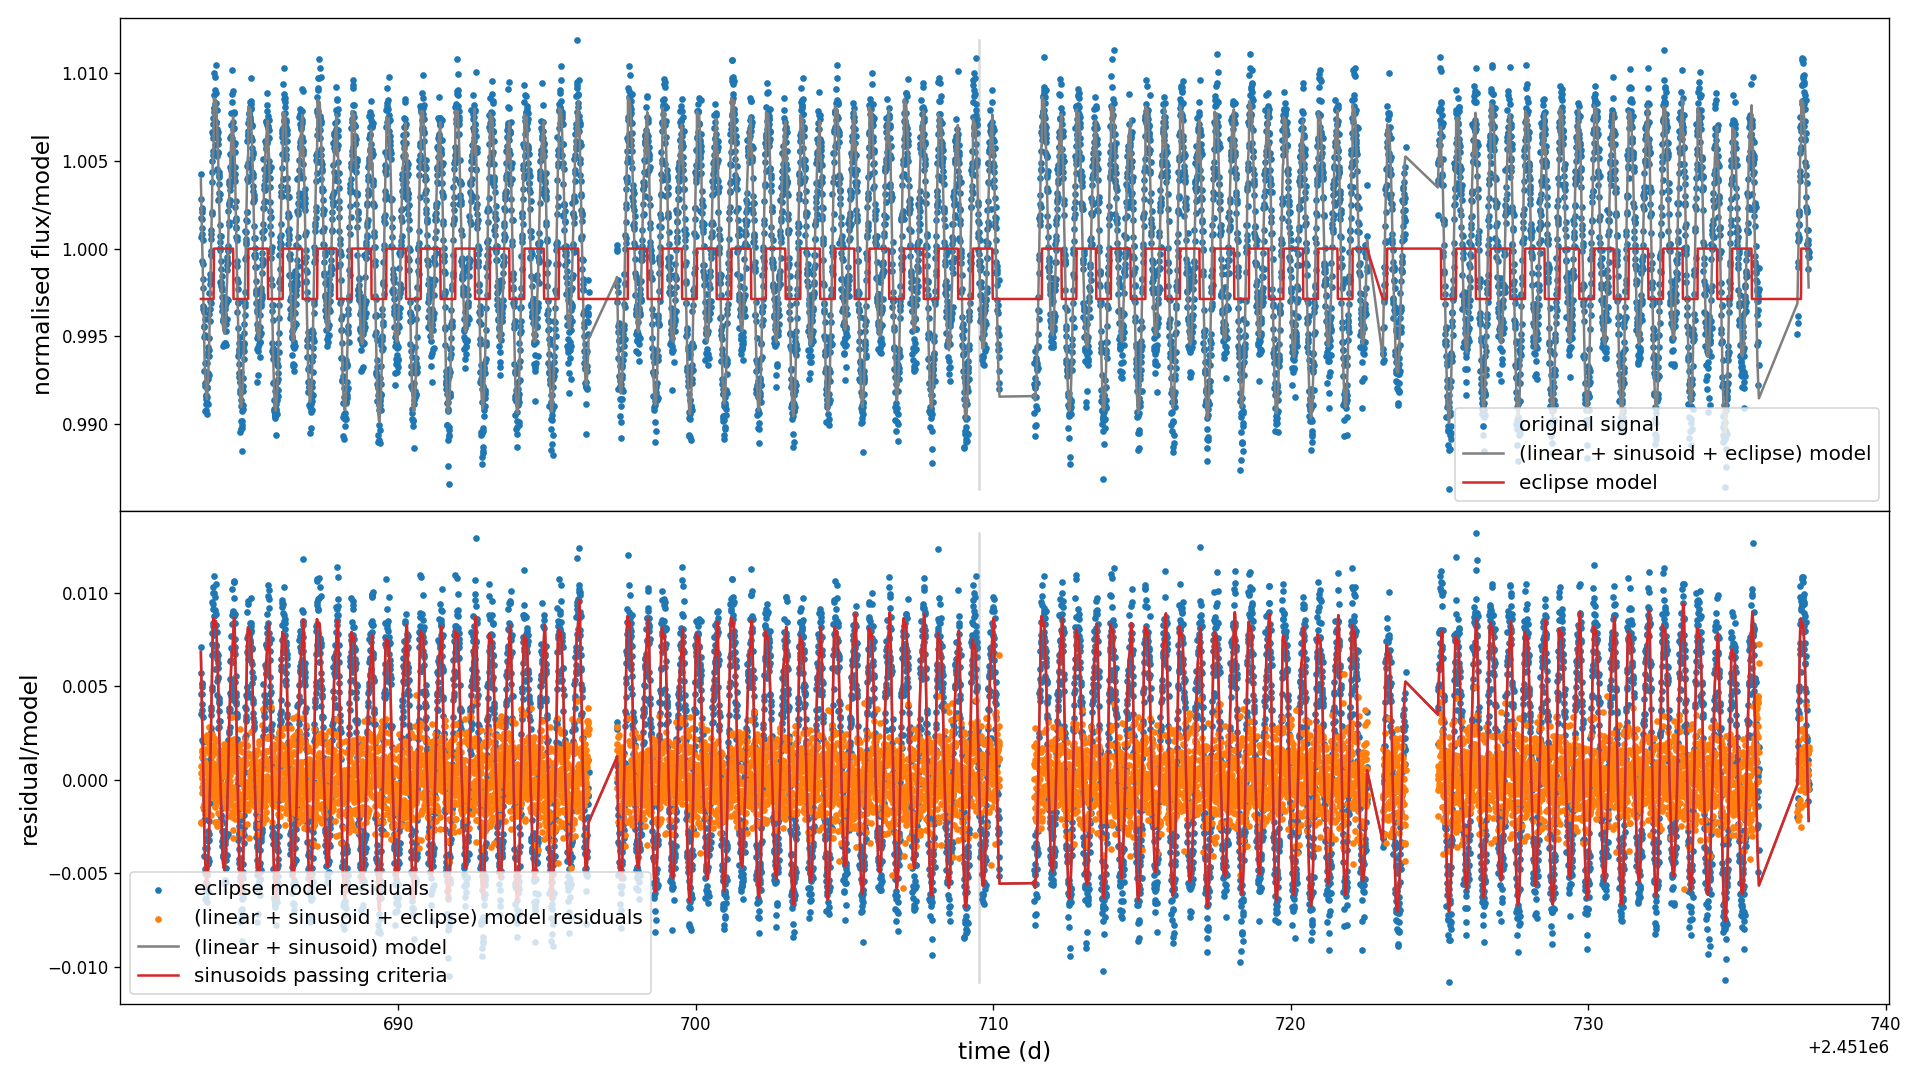 normalised flux/model
1.010
1.005
1.000
0.995
0.990
original signal
(linear + sinusoid + eclipse) model
eclipse model
residual/model
0.010
0.005
0.000
−0.005
−0.010
eclipse model residuals
(linear + sinusoid + eclipse) model residuals
(linear + sinusoid) model
sinusoids passing criteria
690
700
710
720
730
740
time (d)
+2.451e6